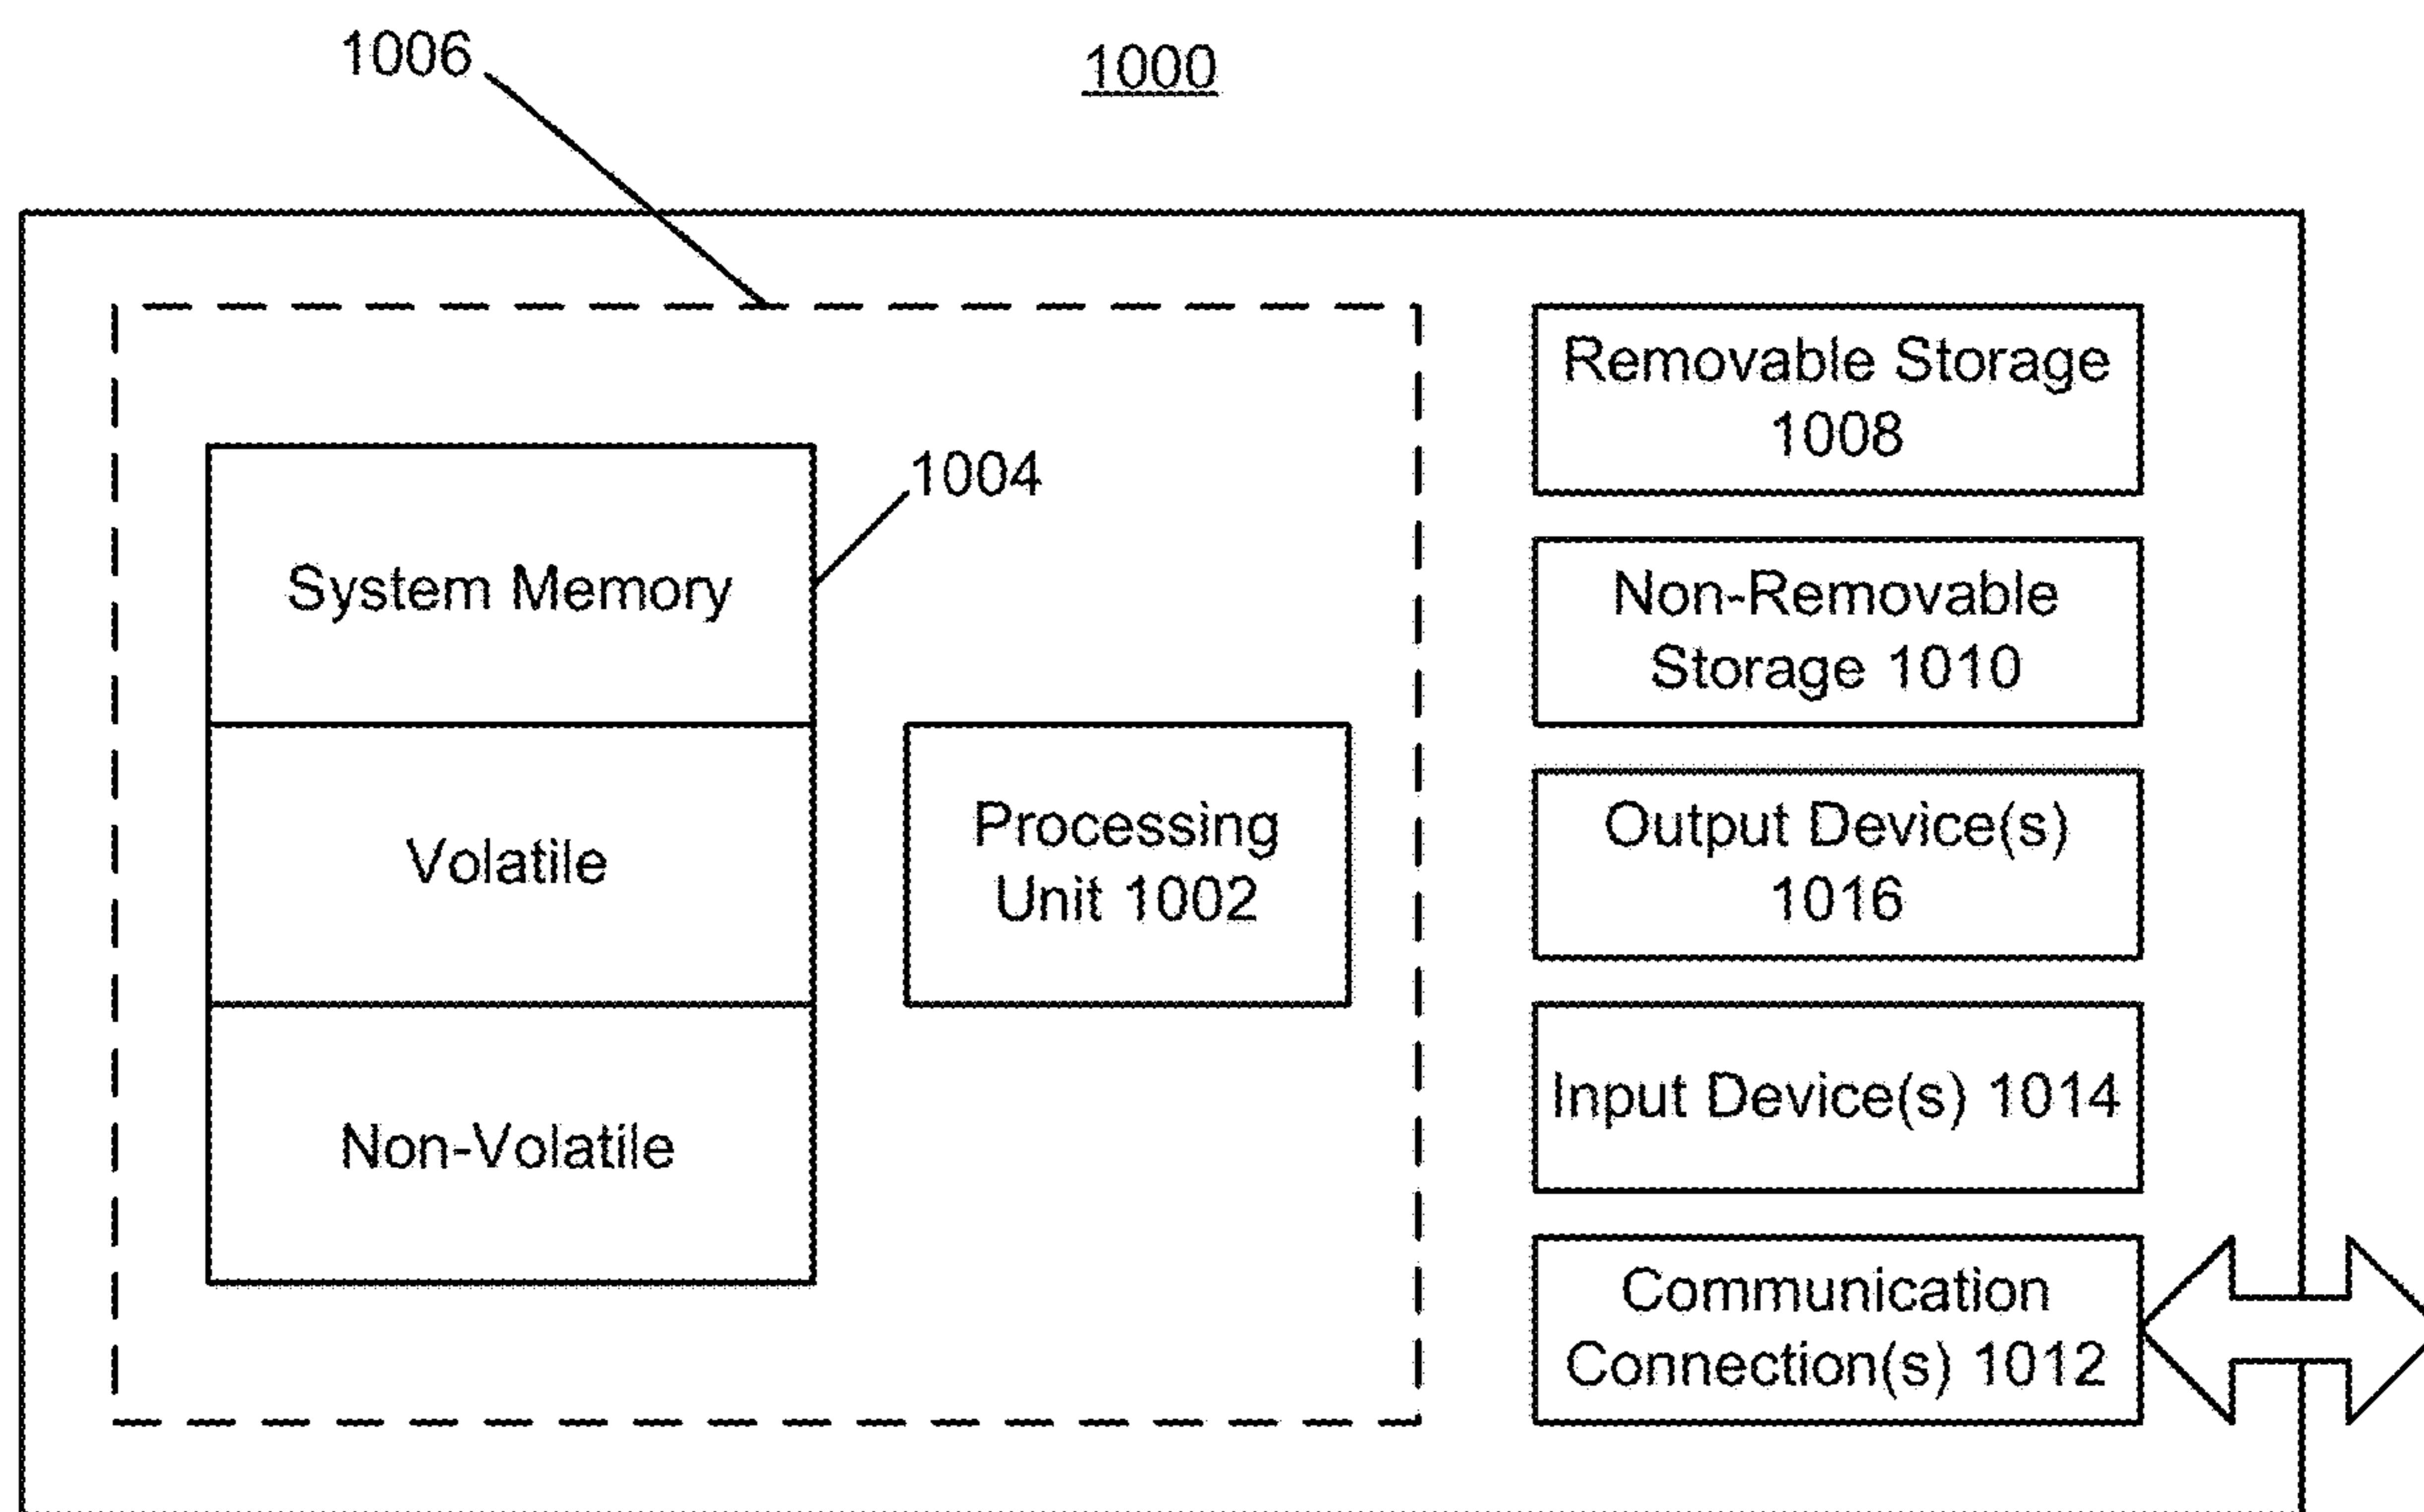 1006
1000
Removable Storage
1008
1004
System Memory
Non-Removable
Storage 1010
Processing
Unit 1002
Volatile
Output Device(s)
1016
Non-Volatile
Input Device(s) 1014
Communication
Connection(s) 1012